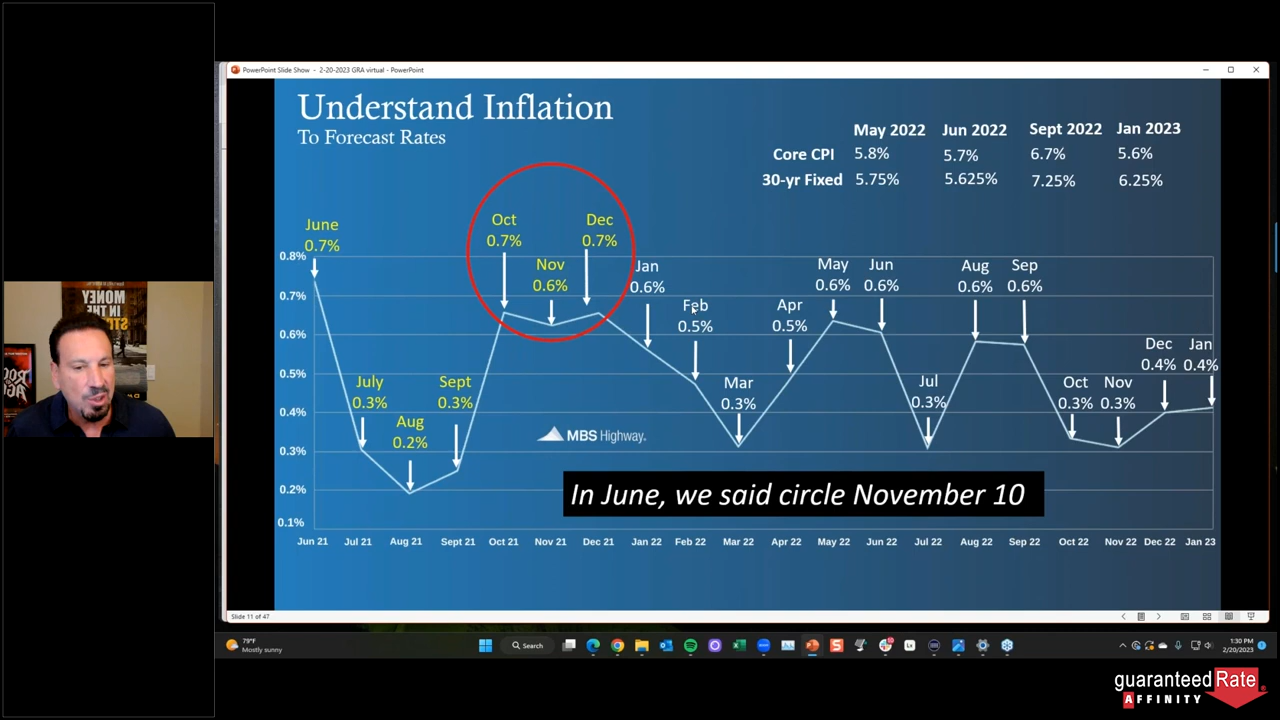 PowerPoint Slide Show - 2-20-2023 GRA virtual - PowerPoint
Understand Inflation
To Forecast Rates
May 2022 Jun 2022 Sept 2022 Jan 2023
Core CPI 5.8% 5.7% 6.7% 5.6%
30-yr Fixed 5.75% 5.625% 7.25% 6.25%
June
0.7%
Oct
0.7%
Dec
0.7%
Nov
0.6%
Jan
0.6%
Feb
0.5%
Apr
0.5%
May
0.6%
Jun
0.6%
Aug
0.6%
Sep
0.6%
July
0.3%
Aug
0.2%
Sept
0.3%
Mar
0.3%
Jul
0.3%
Oct
0.3%
Nov
0.3%
Dec
0.4%
Jan
0.4%
0.8%
0.7%
0.6%
0.5%
0.4%
0.3%
0.2%
0.1%
MBS Highway
In June, we said circle November 10
Jun 21 Jul 21 Aug 21 Sept 21 Oct 21 Nov 21 Dec 21 Jan 22 Feb 22 Mar 22 Apr 22 May 22 Jun 22 Jul 22 Aug 22 Sep 22 Oct 22 Nov 22 Dec 22 Jan 23
Slide 11 of 47
79°F
Mostly sunny
Search
1:30 PM
2/20/2023
MONEY
IN THE
guaranteed Rate
AFFINITY